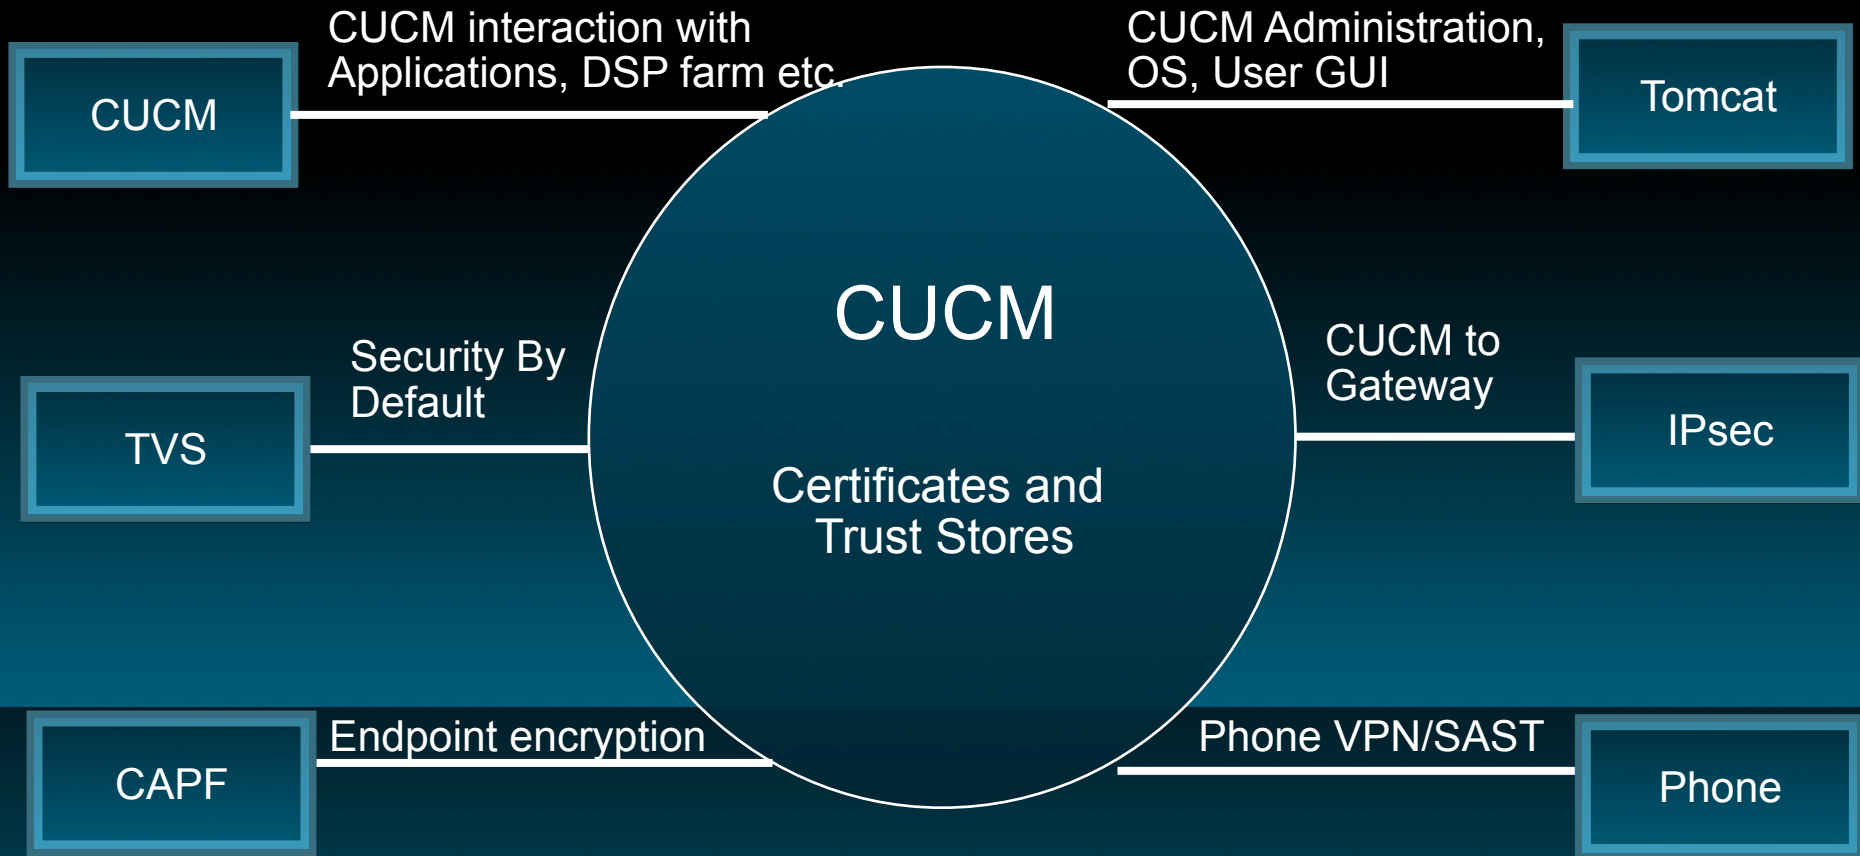 CUCM interaction with
Applications, DSP farm etc.
CUCM
CUCM Administration,
OS, User GUI
Tomcat
CUCM
Certificates and
Trust Stores
Security By
Default
TVS
CUCM to
Gateway
IPsec
Endpoint encryption
CAPF
Phone VPN/SAST
Phone